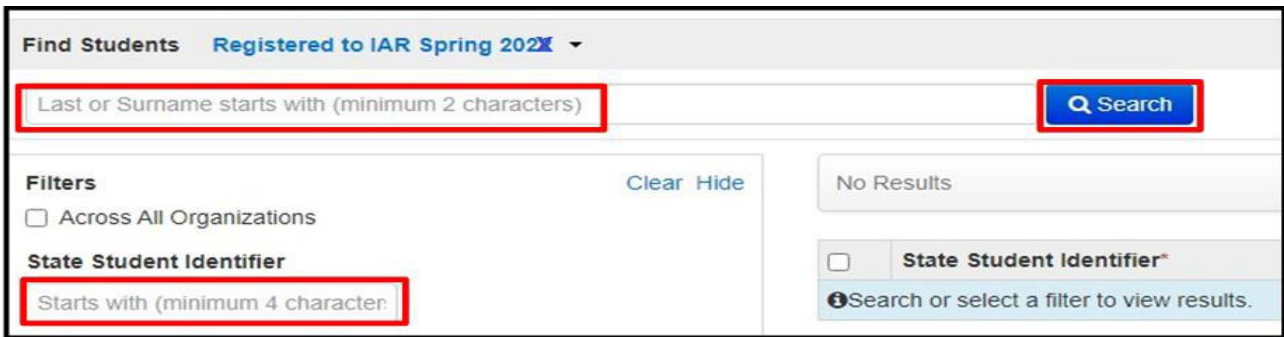 Find Students Registered to IAR Spring 202X
Last or Surname starts with (minimum 2 characters)
Search
Filters
Clear Hide
Across All Organizations
State Student Identifier
Starts with (minimum 4 character
No Results
State Student Identifier*
Search or select a filter to view results.